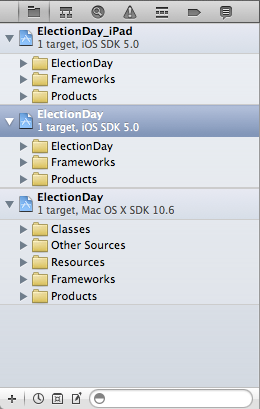 ElectionDay_iPad
1 target, iOS SDK 5.0
ElectionDay
Frameworks
Products
ElectionDay
1 target, iOS SDK 5.0
ElectionDay
Frameworks
Products
ElectionDay
1 target, Mac OS X SDK 10.6
Classes
Other Sources
Resources
Frameworks
Products